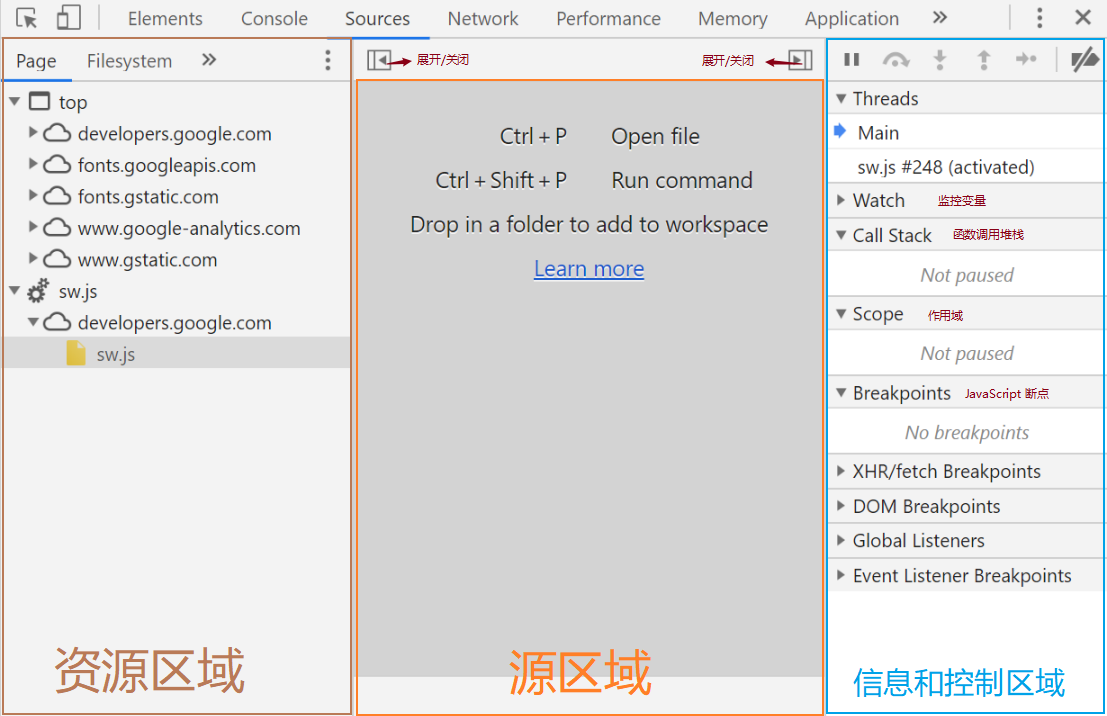 Elements Console Sources Network Performance Memory Application »
Page Filesystem »
top
developers.google.com
fonts.googleapis.com
fonts.gstatic.com
www.google-analytics.com
www.gstatic.com
sw.js
developers.google.com
sw.js
资源区域
展开/关闭 展开/关闭
Ctrl + P Open file
Ctrl + Shift + P Run command
Drop in a folder to add to workspace
Learn more
源区域
Threads
Main
sw.js #248 (activated)
Watch 监控变量
Call Stack 函数调用堆栈
Not paused
Scope 作用域
Not paused
Breakpoints JavaScript 断点
No breakpoints
XHR/fetch Breakpoints
DOM Breakpoints
Global Listeners
Event Listener Breakpoints
信息和控制区域